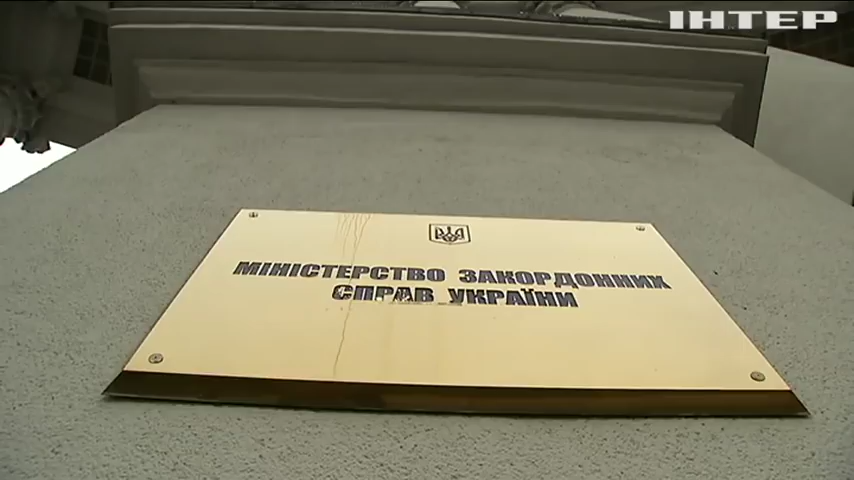 ІНТЕР
МІНІСТЕРСТВО ЗАКОРДОННИХ
СПРАВ УКРАЇНИ